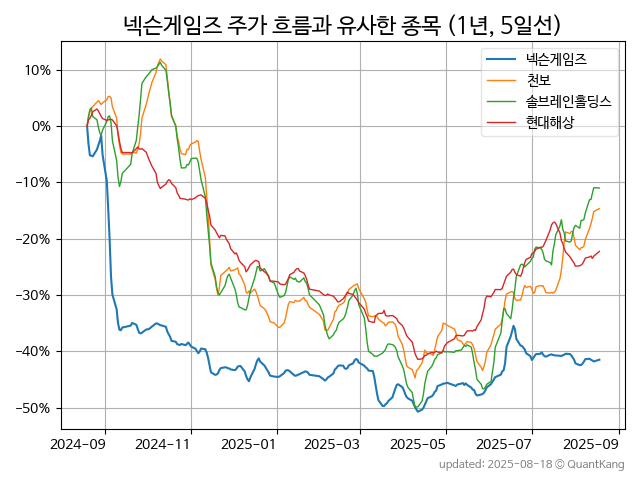 넥슨게임즈 주가 흐름과 유사한 종목 (1년, 5일선)
넥슨게임즈
천보
솔브레인홀딩스
현대해상
10%
0%
−10%
−20%
−30%
−40%
−50%
2024-09
2024-11
2025-01
2025-03
2025-05
2025-07
2025-09
updated: 2025-08-18 © QuantKang